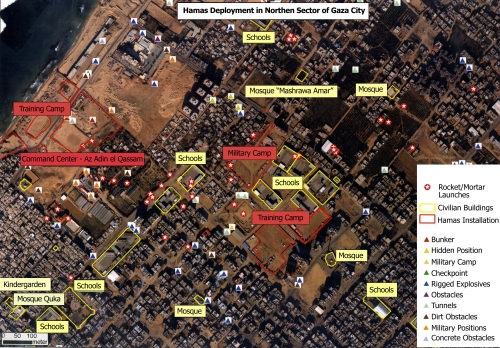 Hamas Deployment in Northen Sector of Gaza City
Schools
Mosque "Mashrawa Amar"
Mosque
Training Camp
Command Center - Az Adin el Qassam
Schools
Military Camp
Schools
Training Camp
Mosque
Kindergarden
Mosque Quka
Schools
Schools
Mosque
Schools
0 50 100
meter
Rocket/Mortar
Launches
Civilian Buildings
Hamas Installation
Bunker
Hidden Position
Military Camp
Checkpoint
Rigged Explosives
Obstacles
Tunnels
Dirt Obstacles
Military Positions
Concrete Obstacles